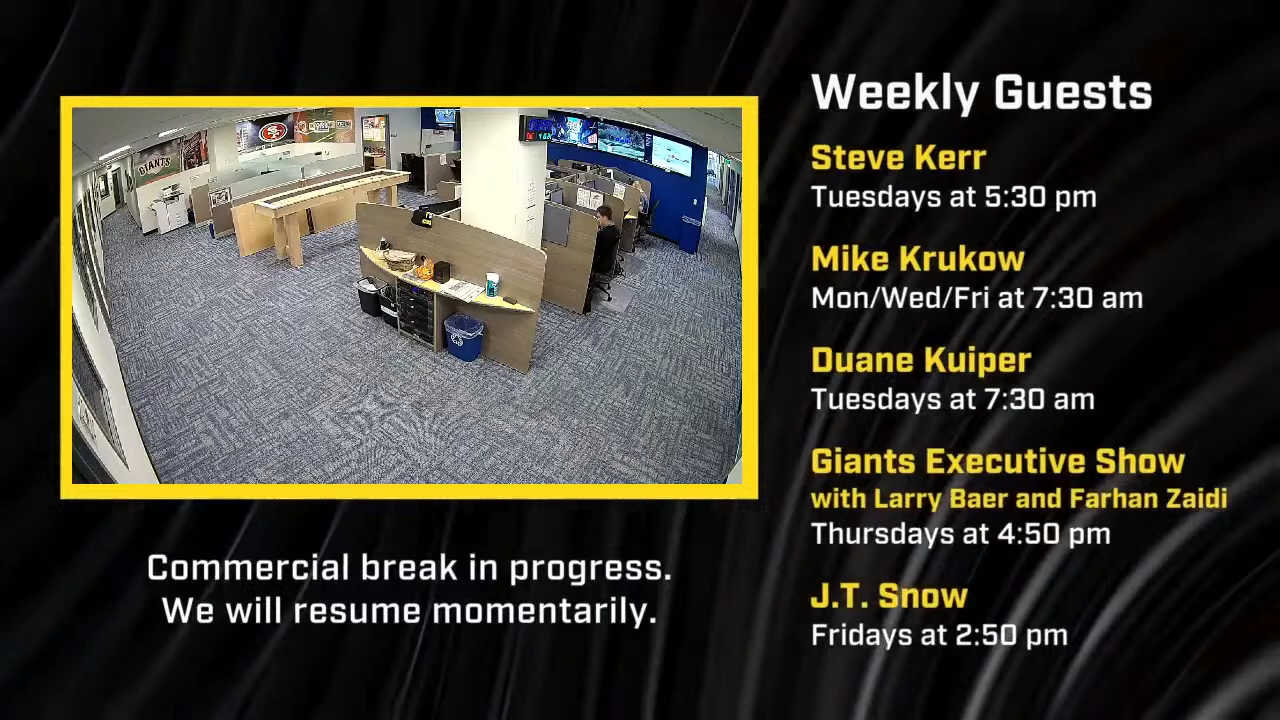 Weekly Guests
Steve Kerr
Tuesdays at 5:30 pm
Mike Krukow
Mon/Wed/Fri at 7:30 am
Duane Kuiper
Tuesdays at 7:30 am
Giants Executive Show
with Larry Baer and Farhan Zaidi
Thursdays at 4:50 pm
J.T. Snow
Fridays at 2:50 pm
GIANTS
SF
Commercial break in progress.
We will resume momentarily.